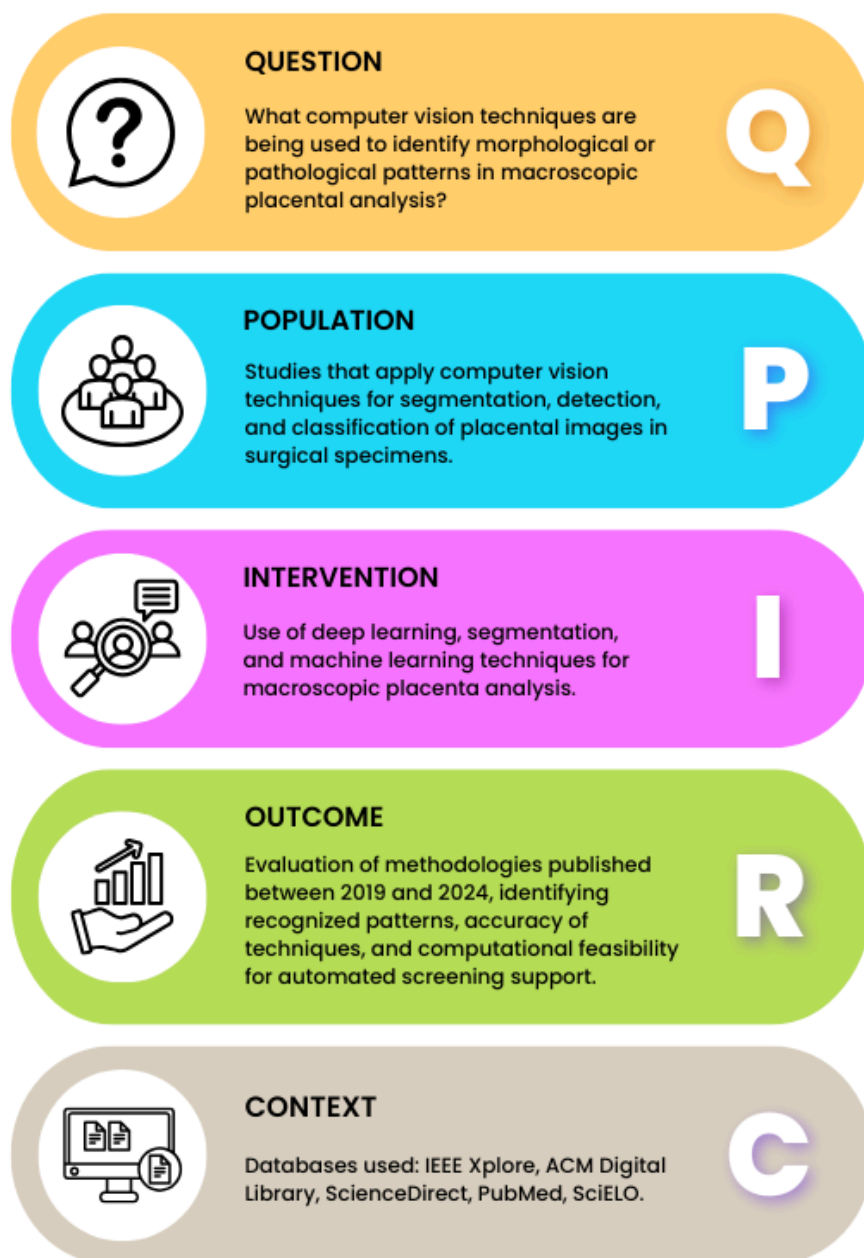 QUESTION
What computer vision techniques are
being used to identify morphological or
pathological patterns in macroscopic
placental analysis?
Q
POPULATION
Studies that apply computer vision
techniques for segmentation, detection,
and classification of placental images in
surgical specimens.
P
INTERVENTION
Use of deep learning, segmentation,
and machine learning techniques for
macroscopic placenta analysis.
I
OUTCOME
Evaluation of methodologies published
between 2019 and 2024, identifying
recognized patterns, accuracy of
techniques, and computational feasibility
for automated screening support.
R
CONTEXT
Databases used: IEEE Xplore, ACM Digital
Library, ScienceDirect, PubMed, SciELO.
C